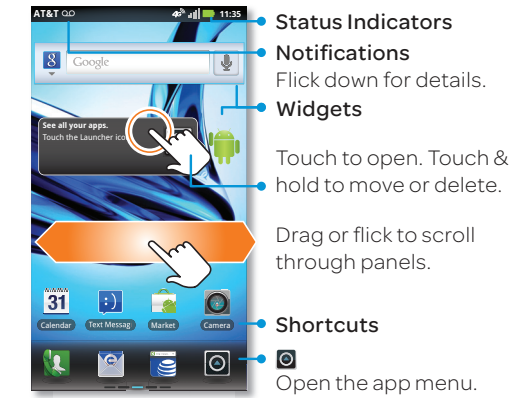 AT&T
4G
11:35
8
Google
See all your apps.
Touch the Launcher ico
31
:)
Calendar
Text Messag
Market
Camera
Status Indicators
Notifications
Flick down for details.
Widgets
Touch to open. Touch &
hold to move or delete.
Drag or flick to scroll
through panels.
Shortcuts
Open the app menu.